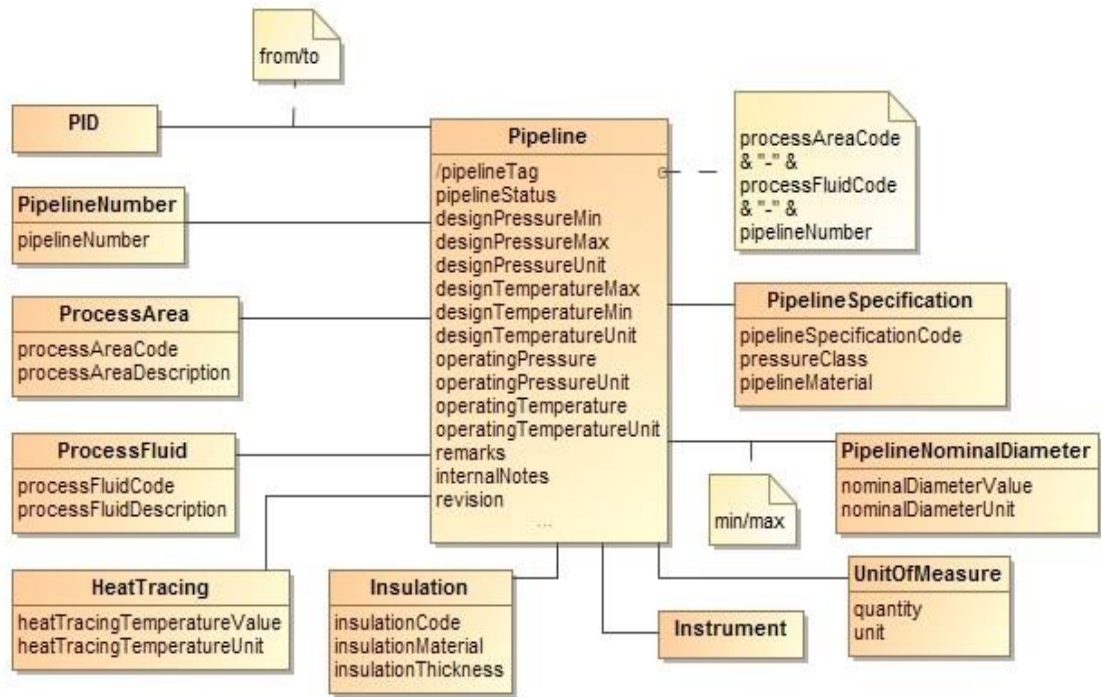 from/to
PID
PipelineNumber
pipelineNumber
ProcessArea
processAreaCode
processAreaDescription
ProcessFluid
processFluidCode
processFluidDescription
HeatTracing
heatTracingTemperatureValue
heatTracingTemperatureUnit
Pipeline
/pipelineTag
pipelineStatus
designPressureMin
designPressureMax
designPressureUnit
designTemperatureMax
designTemperatureMin
designTemperatureUnit
operatingPressure
operatingPressureUnit
operatingTemperature
operatingTemperatureUnit
remarks
internalNotes
revision
...
Insulation
insulationCode
insulationMaterial
insulationThickness
processAreaCode
& "-" &
processFluidCode
& "-" &
pipelineNumber
PipelineSpecification
pipelineSpecificationCode
pressureClass
pipelineMaterial
PipelineNominalDiameter
nominalDiameterValue
nominalDiameterUnit
min/max
UnitOfMeasure
quantity
unit
Instrument